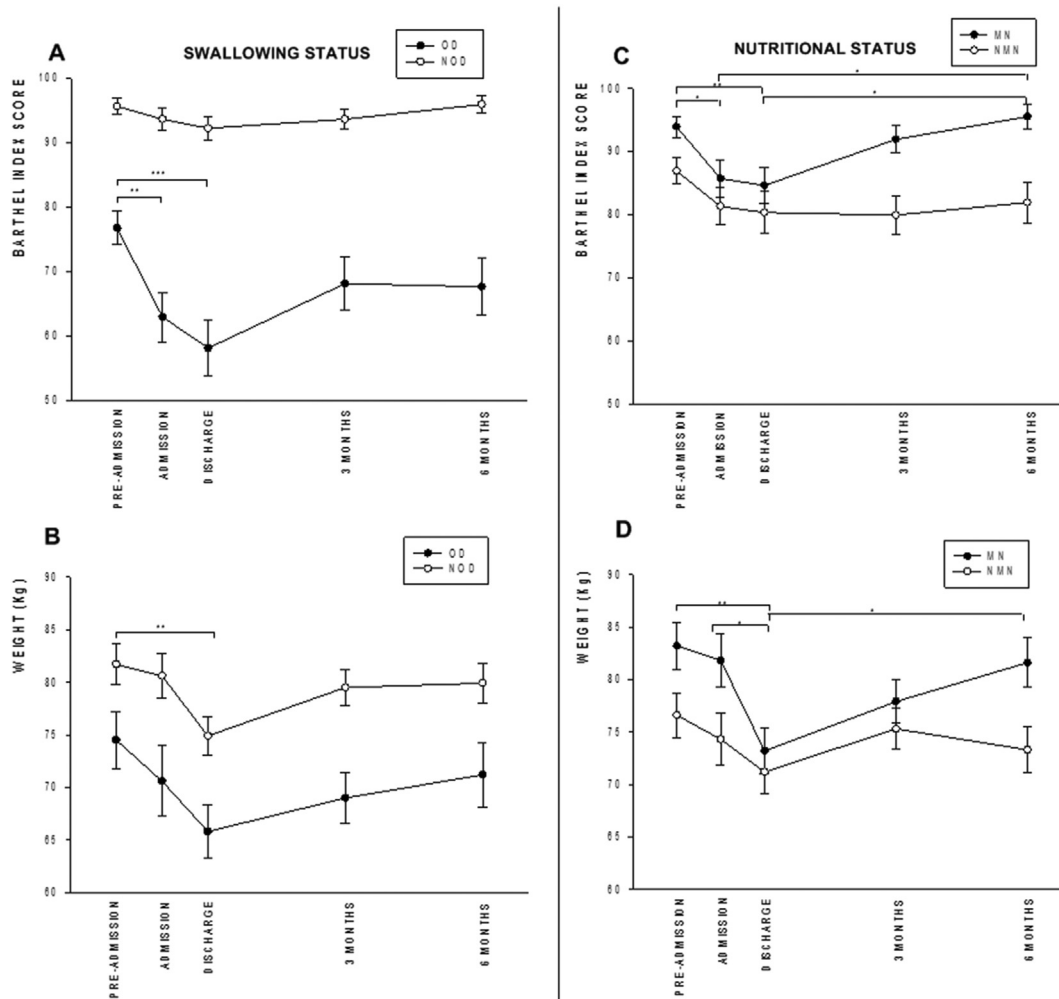 A
SWALLOWING STATUS
OD
NOD
BARTHEL INDEX SCORE
100
90
80
70
60
50
***
**
PRE-ADMISSION
ADMISSION
DISCHARGE
3 MONTHS
6 MONTHS
C
NUTRITIONAL STATUS
MN
NMN
BARTHEL INDEX SCORE
100
90
80
70
60
50
*
**
*
*
PRE-ADMISSION
ADMISSION
DISCHARGE
3 MONTHS
6 MONTHS
B
OD
NOD
WEIGHT (Kg)
90
85
80
75
70
65
60
**
PRE-ADMISSION
ADMISSION
DISCHARGE
3 MONTHS
6 MONTHS
D
MN
NMN
WEIGHT (Kg)
90
85
80
75
70
65
60
**
*
*
PRE-ADMISSION
ADMISSION
DISCHARGE
3 MONTHS
6 MONTHS